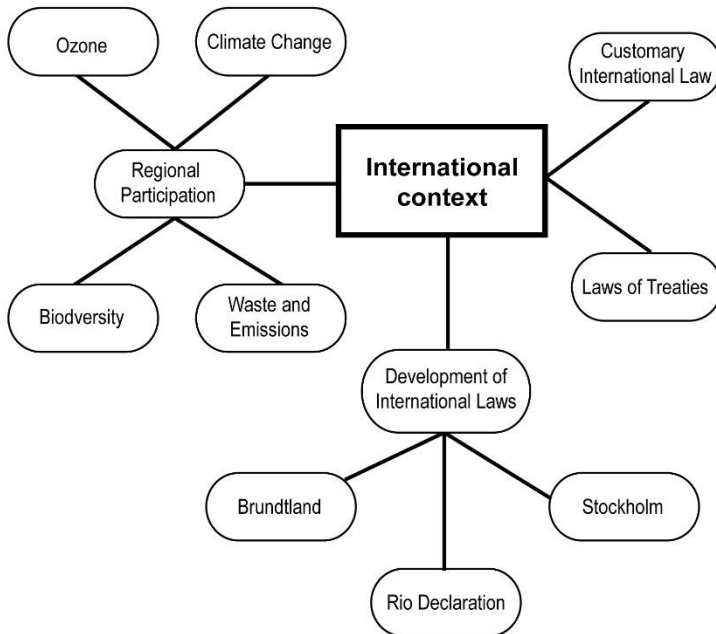 Ozone
Climate Change
Customary
International Law
International
context
Regional
Participation
Laws of Treaties
Biodversity
Waste and
Emissions
Development of
International Laws
Brundtland
Stockholm
Rio Declaration